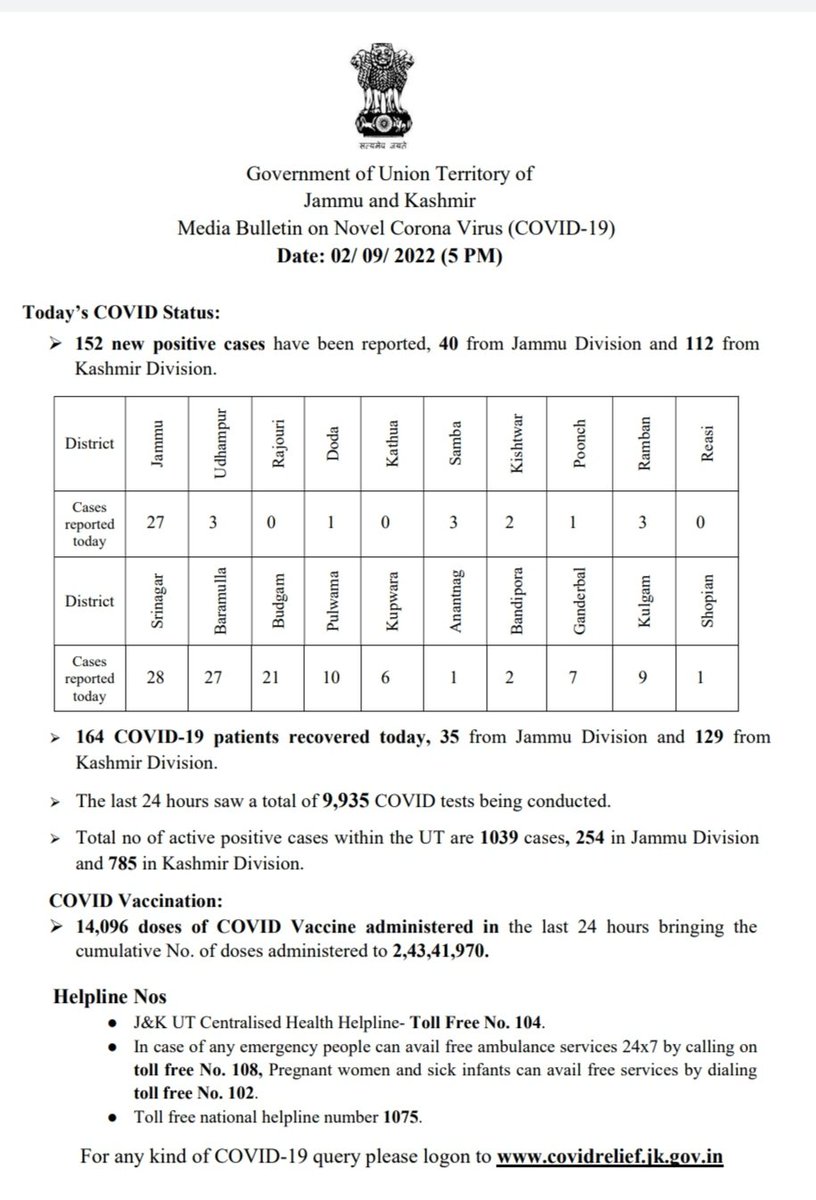 सत्यमेव जयते
Government of Union Territory of
Jammu and Kashmir
Media Bulletin on Novel Corona Virus (COVID-19)
Date: 02/ 09/ 2022 (5 PM)
Today’s COVID Status:
➢ 152 new positive cases have been reported, 40 from Jammu Division and 112 from
Kashmir Division.
District Jammu Udhampur Rajouri Doda Kathua Samba Kishtwar Poonch Ramban Reasi
Cases
reported
today 27 3 0 1 0 3 2 1 3 0
District Srinagar Baramulla Budgam Pulwama Kupwara Anantnag Bandipora Ganderbal Kulgam Shopian
Cases
reported
today 28 27 21 10 6 1 2 7 9 1
➢ 164 COVID-19 patients recovered today, 35 from Jammu Division and 129 from
Kashmir Division.
➢ The last 24 hours saw a total of 9,935 COVID tests being conducted.
➢ Total no of active positive cases within the UT are 1039 cases, 254 in Jammu Division
and 785 in Kashmir Division.
COVID Vaccination:
➢ 14,096 doses of COVID Vaccine administered in the last 24 hours bringing the
cumulative No. of doses administered to 2,43,41,970.
Helpline Nos
● J&K UT Centralised Health Helpline- Toll Free No. 104.
● In case of any emergency people can avail free ambulance services 24x7 by calling on
toll free No. 108, Pregnant women and sick infants can avail free services by dialing
toll free No. 102.
● Toll free national helpline number 1075.
For any kind of COVID-19 query please logon to www.covidrelief.jk.gov.in